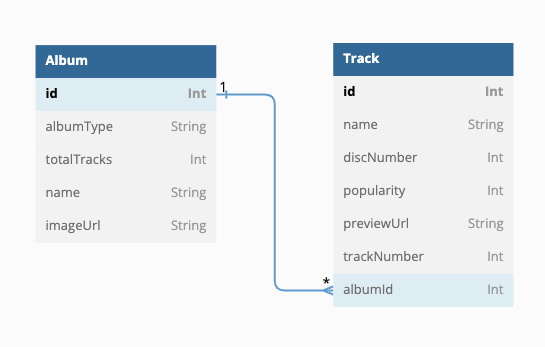 Album
id Int
albumType String
totalTracks Int
name String
imageUrl String
1
*
Track
id Int
name String
discNumber Int
popularity Int
previewUrl String
trackNumber Int
albumId Int